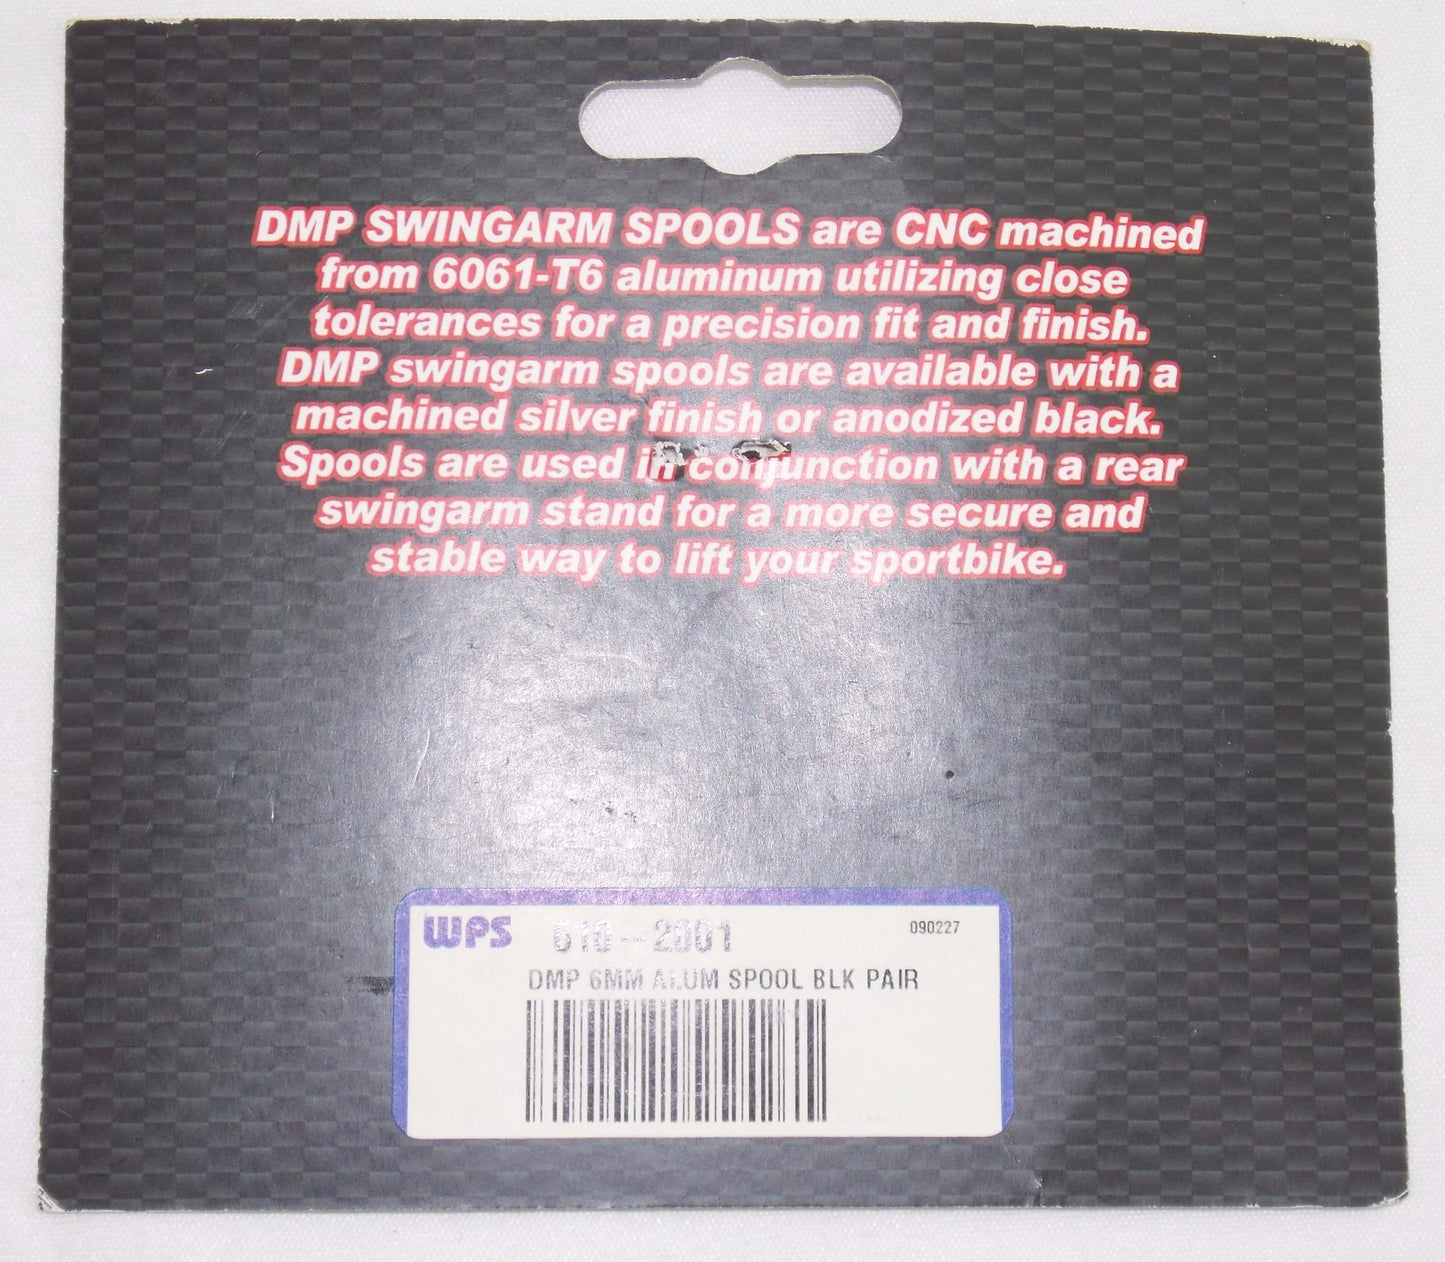 DMP SWINGARM SPOOLS are CNC machined
from 6061-T6 aluminum utilizing close
tolerances for a precision fit and finish.
DMP swingarm spools are available with a
machined silver finish or anodized black.
Spools are used in conjunction with a rear
swingarm stand for a more secure and
stable way to lift your sportbike.
WPS 610-2001 090227
DMP 6MM ALUM SPOOL BLK PAIR